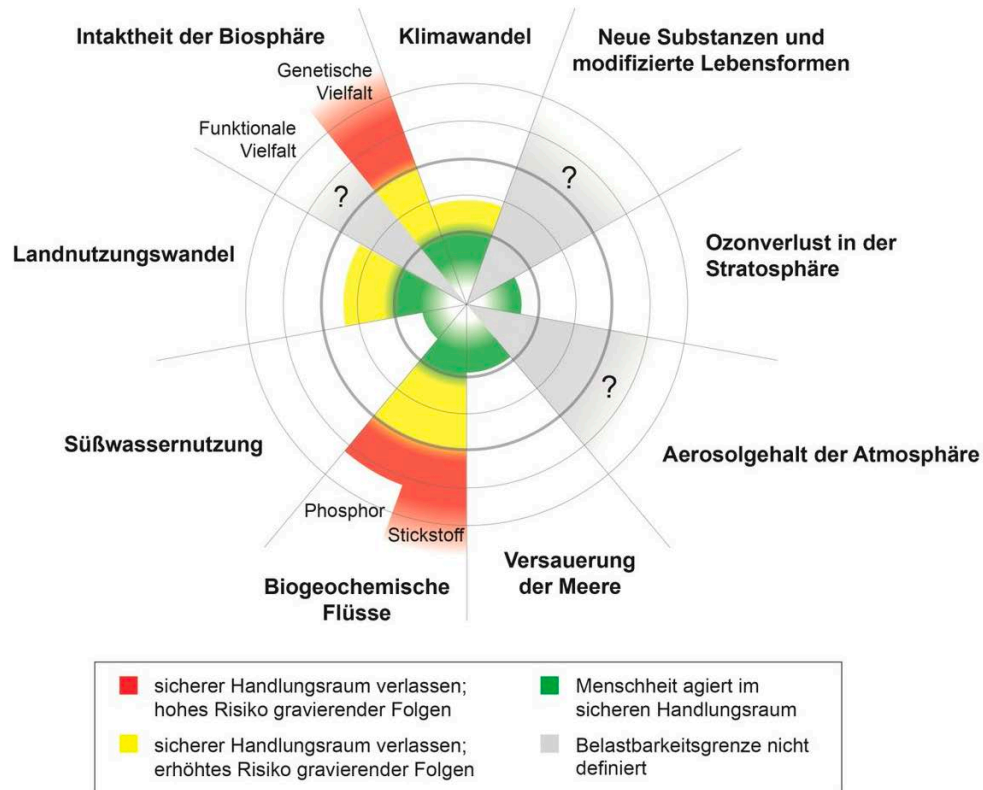 Intaktheit der Biosphäre
Klimawandel
Neue Substanzen und
modifizierte Lebensformen
Genetische
Vielfalt
Funktionale
Vielfalt
?
?
Landnutzungswandel
Ozonverlust in der
Stratosphäre
?
Süßwassernutzung
Aerosolgehalt der Atmosphäre
Phosphor
Stickstoff
Biogeochemische
Flüsse
Versauerung
der Meere
sicherer Handlungsraum verlassen;
hohes Risiko gravierender Folgen
sicherer Handlungsraum verlassen;
erhöhtes Risiko gravierender Folgen
Menschheit agiert im
sicheren Handlungsraum
Belastbarkeitsgrenze nicht
definiert